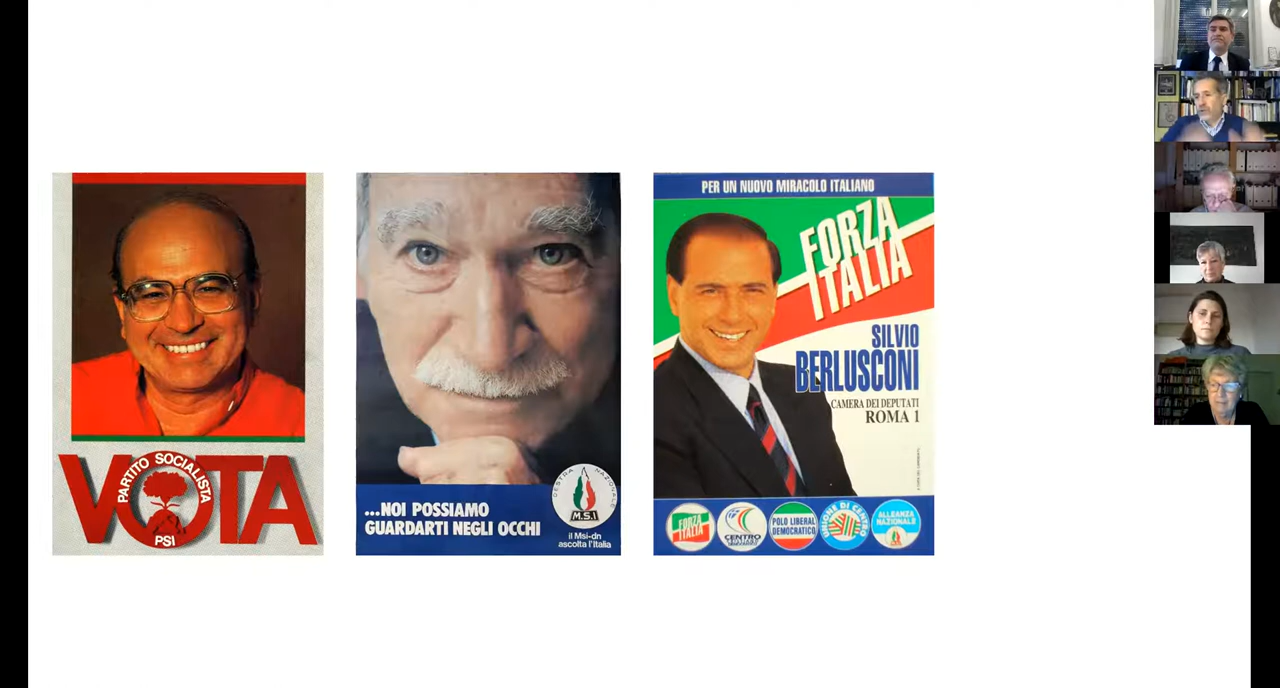 VOTA
PARTITO SOCIALISTA
PSI
...NOI POSSIAMO
GUARDARTI NEGLI OCCHI
DESTRA NAZIONALE
M.S.I
il Msi-dn
ascolta l'Italia
PER UN NUOVO MIRACOLO ITALIANO
FORZA
ITALIA
SILVIO
BERLUSCONI
CAMERA DEI DEPUTATI
ROMA 1
FORZA
ITALIA
CENTRO
POLO LIBERAL
DEMOCRATICO
UNIONE DI CENTRO
ALLEANZA
NAZIONALE